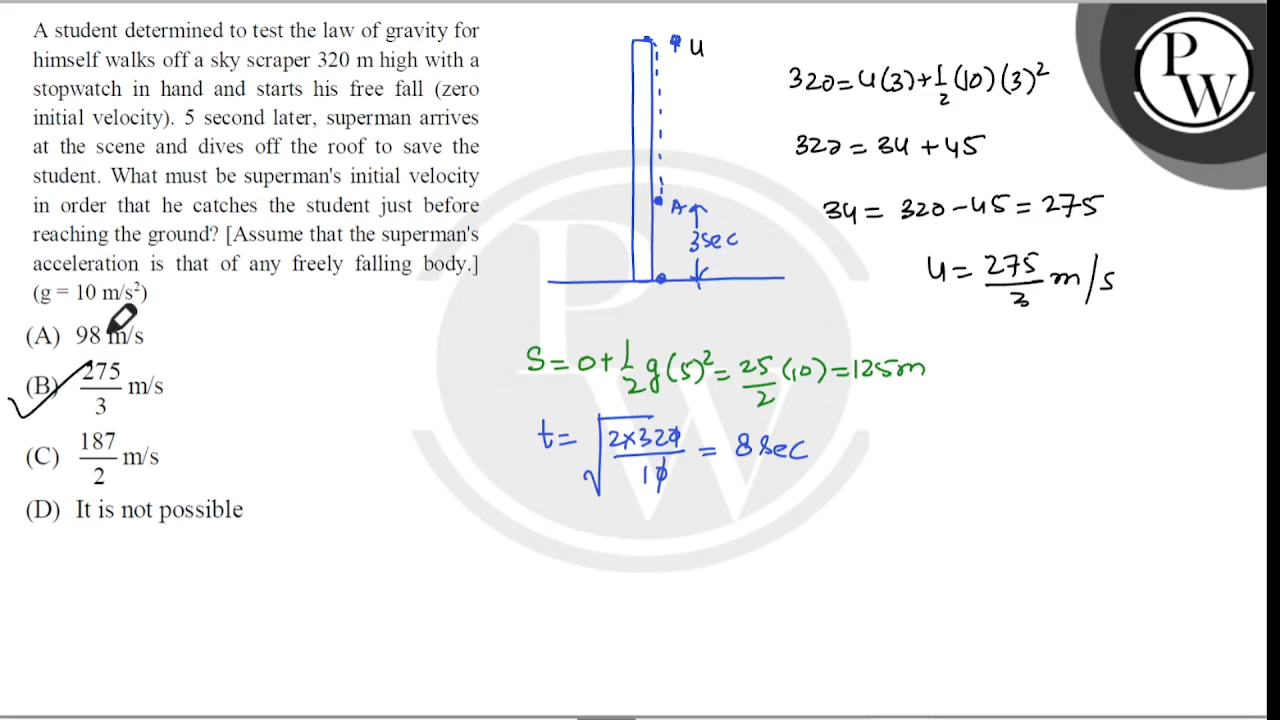 A student determined to test the law of gravity for
himself walks off a sky scraper 320 m high with a
stopwatch in hand and starts his free fall (zero
initial velocity). 5 second later, superman arrives
at the scene and dives off the roof to save the
student. What must be superman's initial velocity
in order that he catches the student just before
reaching the ground? [Assume that the superman's
acceleration is that of any freely falling body.]
(g = 10 m/s²)
(A) 98 m/s
(B) 275/3 m/s
(C) 187/2 m/s
(D) It is not possible
u
A
3sec
320 = u(3) + 1/2 (10) (3)²
320 = 3u + 45
3u = 320 - 45 = 275
u = 275/3 m/s
S = 0 + 1/2 g (5)² = 25/2 (10) = 125m
t = √(2×320/10) = 8 sec
P
W
P
W